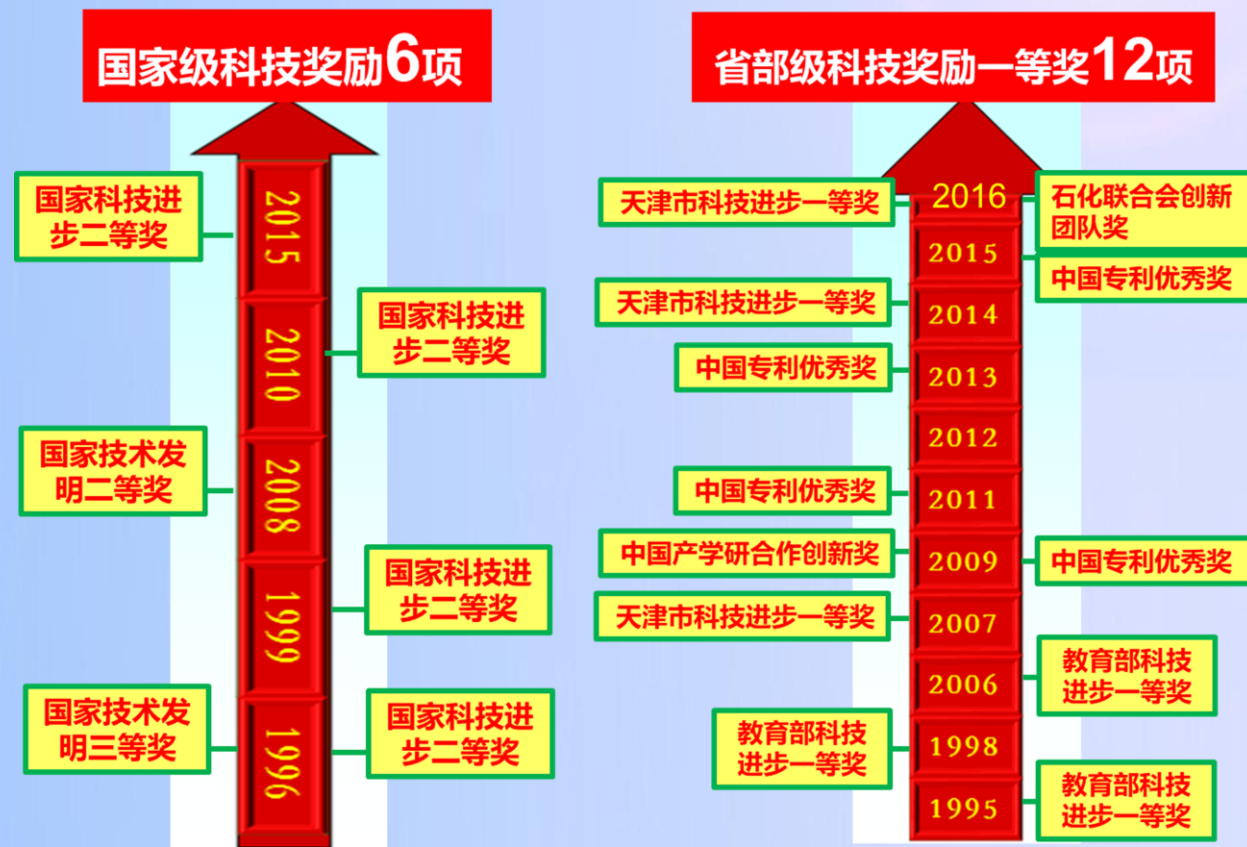 国家级科技奖励6项
国家科技进
步二等奖
2015
国家科技进
步二等奖
2010
国家技术发
明二等奖
2008
国家科技进
步二等奖
1999
国家技术发
明三等奖
国家科技进
步二等奖
1996
省部级科技奖励一等奖12项
天津市科技进步一等奖
2016
石化联合会创新
团队奖
2015
中国专利优秀奖
天津市科技进步一等奖
2014
中国专利优秀奖
2013
2012
中国专利优秀奖
2011
中国产学研合作创新奖
2009
中国专利优秀奖
天津市科技进步一等奖
2007
2006
教育部科技
进步一等奖
教育部科技
进步一等奖
1998
1995
教育部科技
进步一等奖